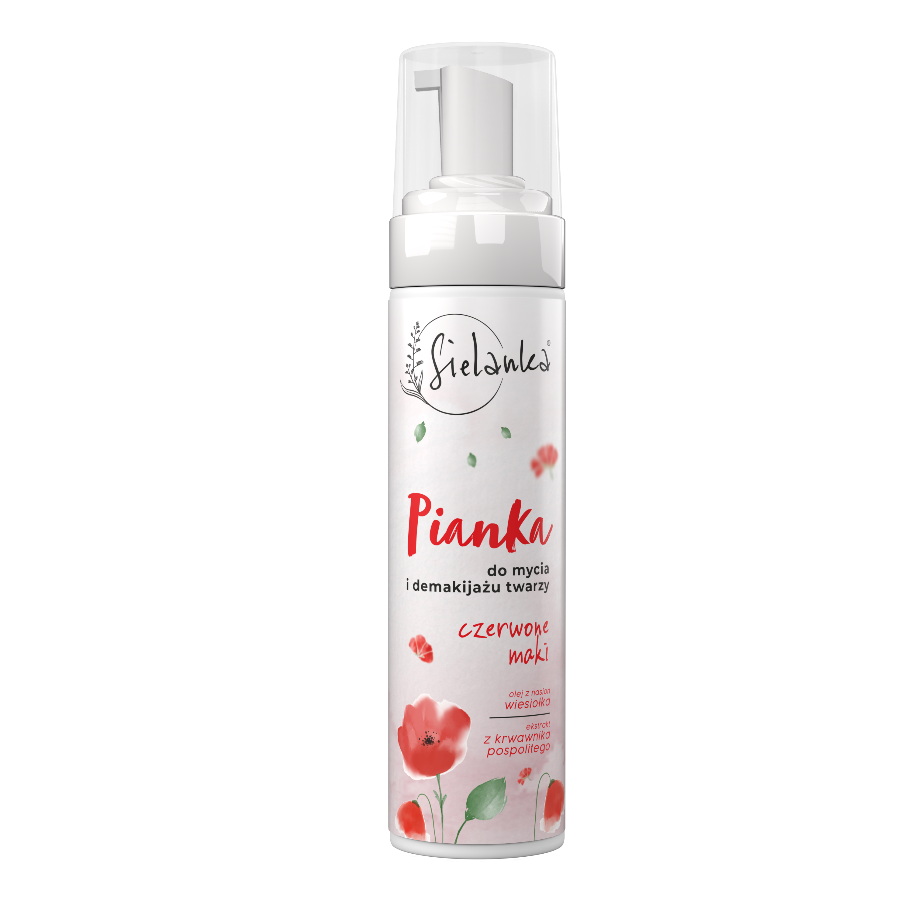 Sielanka®
Pianka
do mycia
i demakijażu twarzy
czerwone
maki
olej z nasion
wiesiołka
ekstrakt
z krwawnika
pospolitego